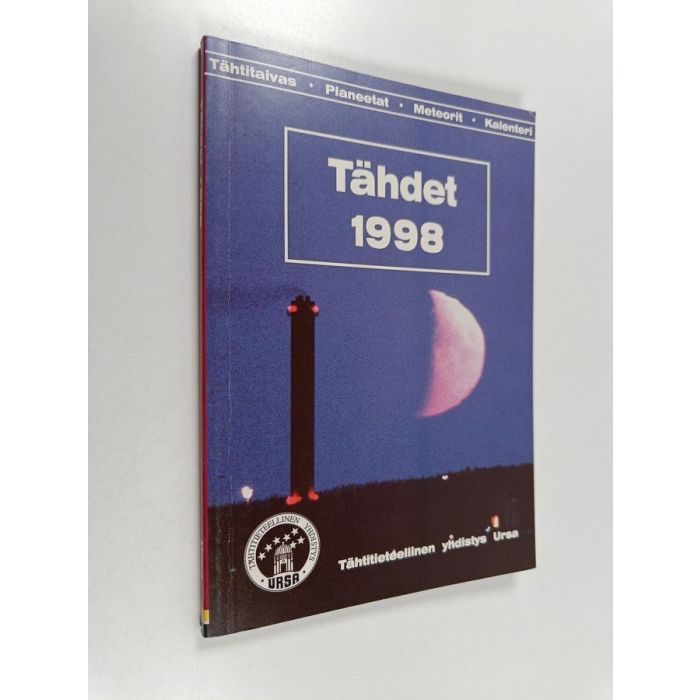 Tähtitaivas · Planeetat · Meteorit · Kalenteri
Tähdet
1998
TÄHTITIETEELLINEN YHDISTYS
· URSA ·
Tähtitieteellinen yhdistys Ursa